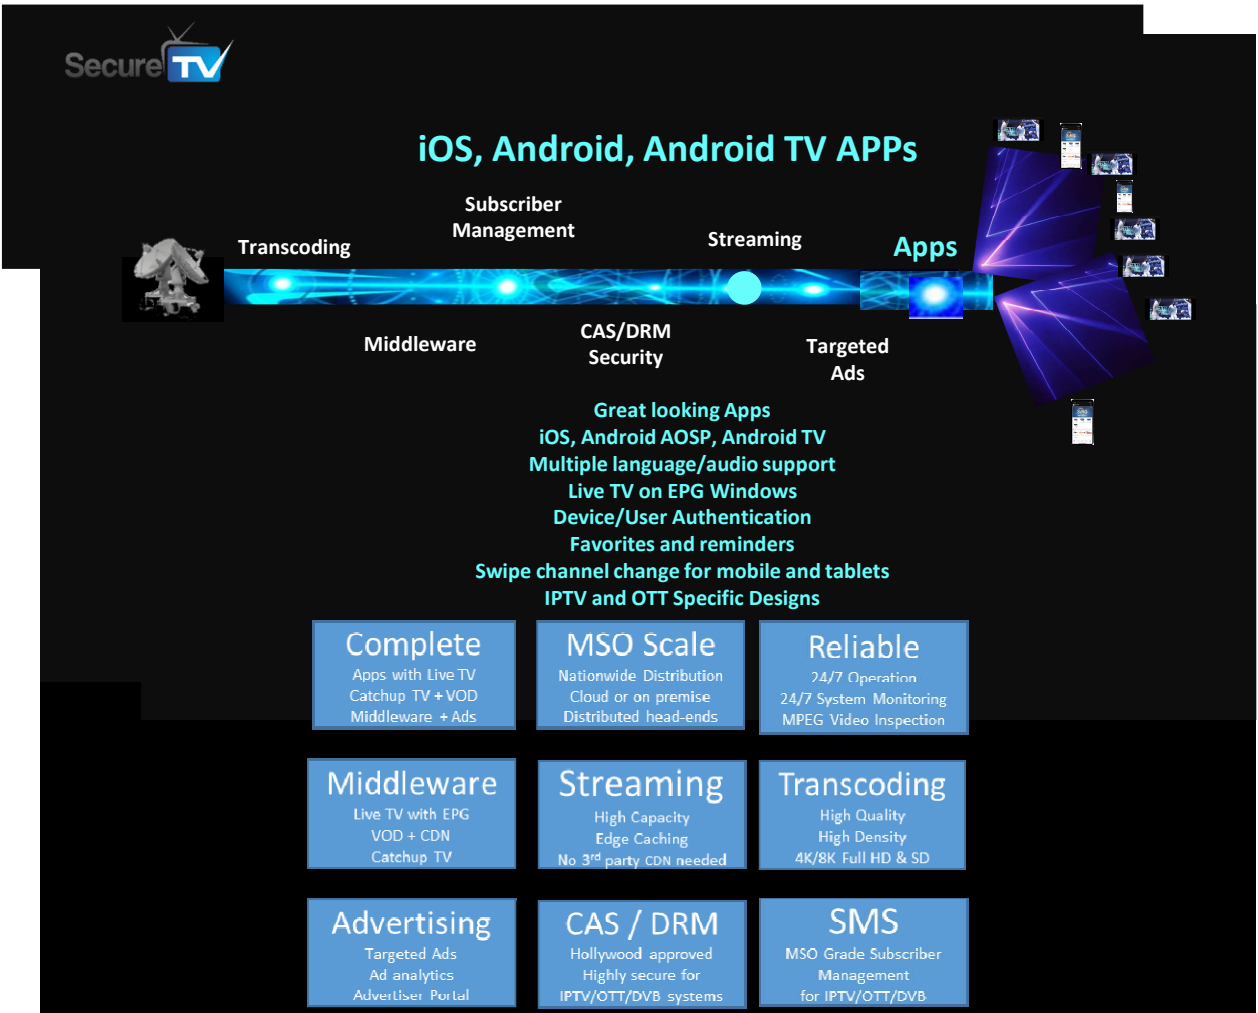 SecureTV
iOS, Android, Android TV APPs
Subscriber
Management
Transcoding
Streaming
Apps
Middleware
CAS/DRM
Security
Targeted
Ads
Great looking Apps
iOS, Android AOSP, Android TV
Multiple language/audio support
Live TV on EPG Windows
Device/User Authentication
Favorites and reminders
Swipe channel change for mobile and tablets
IPTV and OTT Specific Designs
Complete
Apps with Live TV
Catchup TV + VOD
Middleware + Ads
MSO Scale
Nationwide Distribution
Cloud or on premise
Distributed head-ends
Reliable
24/7 Operation
24/7 System Monitoring
MPEG Video Inspection
Middleware
Live TV with EPG
VOD + CDN
Catchup TV
Streaming
High Capacity
Edge Caching
No 3rd party CDN needed
Transcoding
High Quality
High Density
4K/8K Full HD & SD
Advertising
Targeted Ads
Ad analytics
Advertiser Portal
CAS / DRM
Hollywood approved
Highly secure for
IPTV/OTT/DVB systems
SMS
MSO Grade Subscriber
Management
for IPTV/OTT/DVB